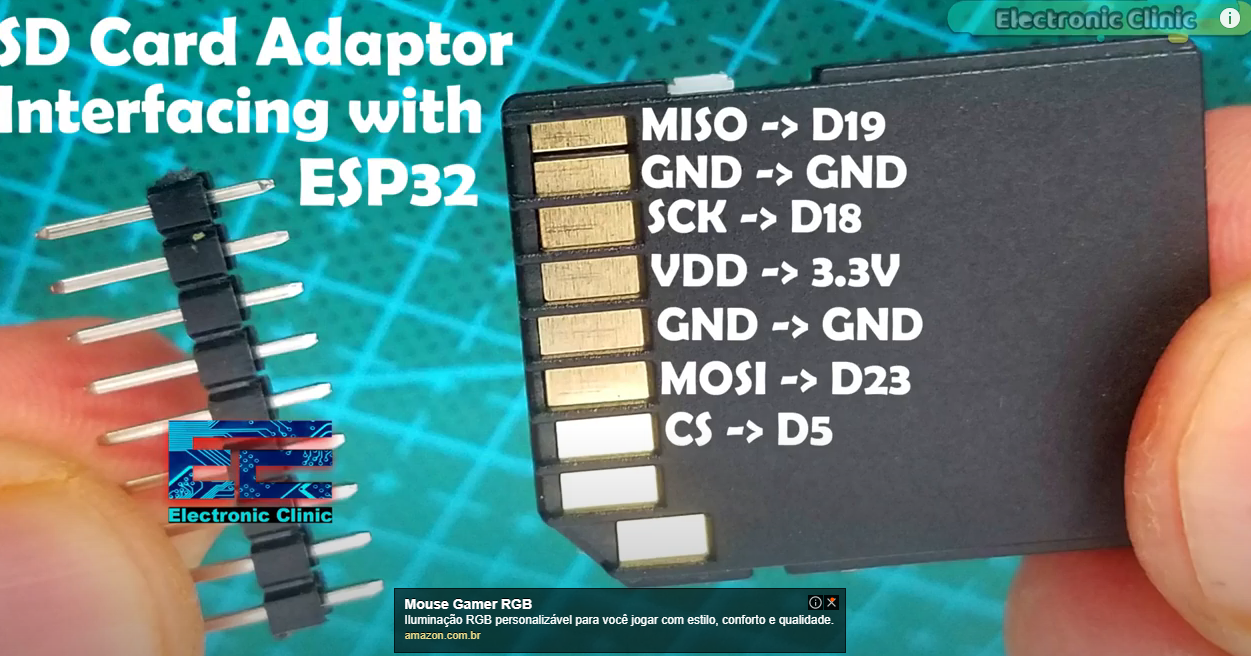 Electronic Clinic
SD Card Adaptor
Interfacing with
ESP32
MISO -> D19
GND -> GND
SCK -> D18
VDD -> 3.3V
GND -> GND
MOSI -> D23
CS -> D5
EC
Electronic Clinic
Mouse Gamer RGB
Iluminação RGB personalizável para você jogar com estilo, conforto e qualidade.
amazon.com.br